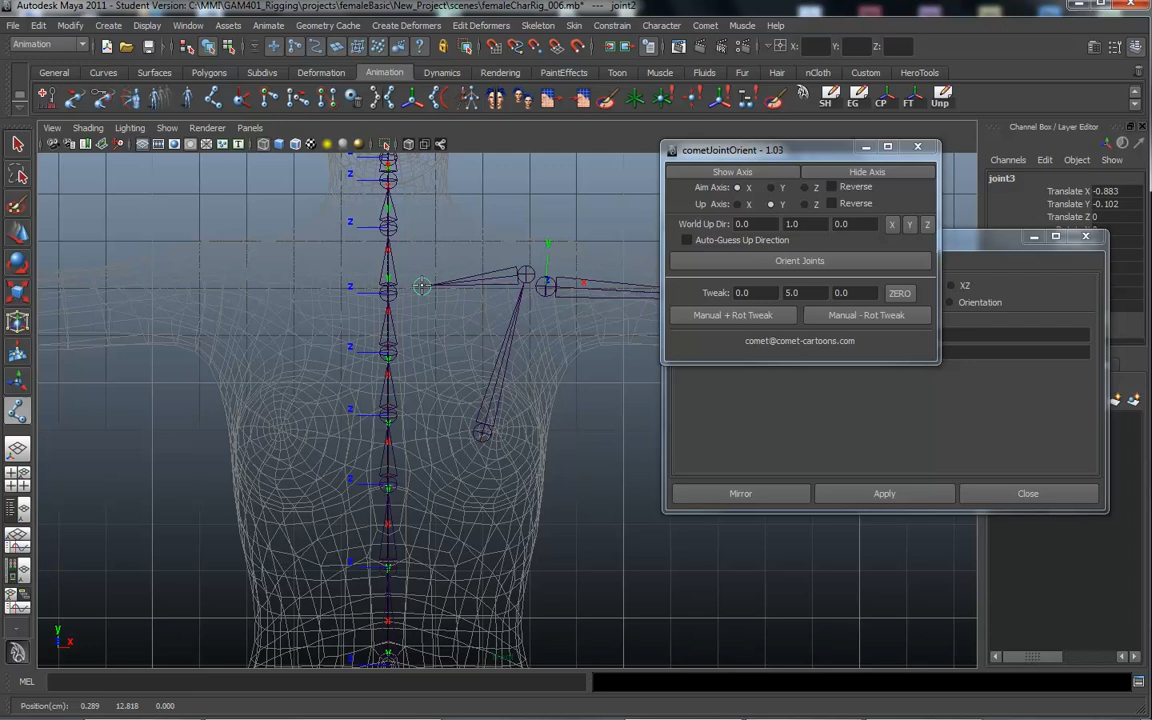 Autodesk Maya 2011 - Student Version: C:\MMI\GAM401_Rigging\projects\femaleBasic\New_Project\scenes\femaleCharRig_006.mb* --- joint2
File Edit Modify Create Display Window Assets Animate Geometry Cache Create Deformers Edit Deformers Skeleton Skin Constrain Character Muscle Help
Animation X: Y: Z:
General Curves Surfaces Polygons Subdivs Deformation Animation Dynamics Rendering PaintEffects Toon Muscle Fluids Fur Hair nCloth Custom HeroTools
SH EG CP FT Unp
View Shading Lighting Show Renderer Panels
Channel Box / Layer Editor
Channels Edit Object Show
joint3
Translate X -0.883
Translate Y -0.102
Translate Z 0
cometJointOrient - 1.03
Show Axis Hide Axis
Aim Axis: X Y Z Reverse
Up Axis: X Y Z Reverse
World Up Dir: 0.0 1.0 0.0 X Y Z
Auto-Guess Up Direction
Orient Joints
Tweak: 0.0 5.0 0.0 ZERO
Manual + Rot Tweak Manual - Rot Tweak
comet@comet-cartoons.com
XZ
Orientation
Mirror Apply Close
z
z
z
z
z
z
z
z
y
x
y
x
MEL
Position(cm): 0.289 12.818 0.000